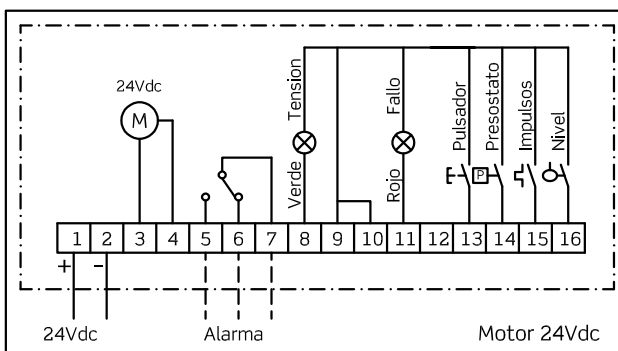 24Vdc
M
Tension
Verde
Fallo
Rojo
Pulsador
Presostato
Impulsos
Nivel
P
1 2 3 4 5 6 7 8 9 10 11 12 13 14 15 16
+ -
24Vdc
Alarma
Motor 24Vdc